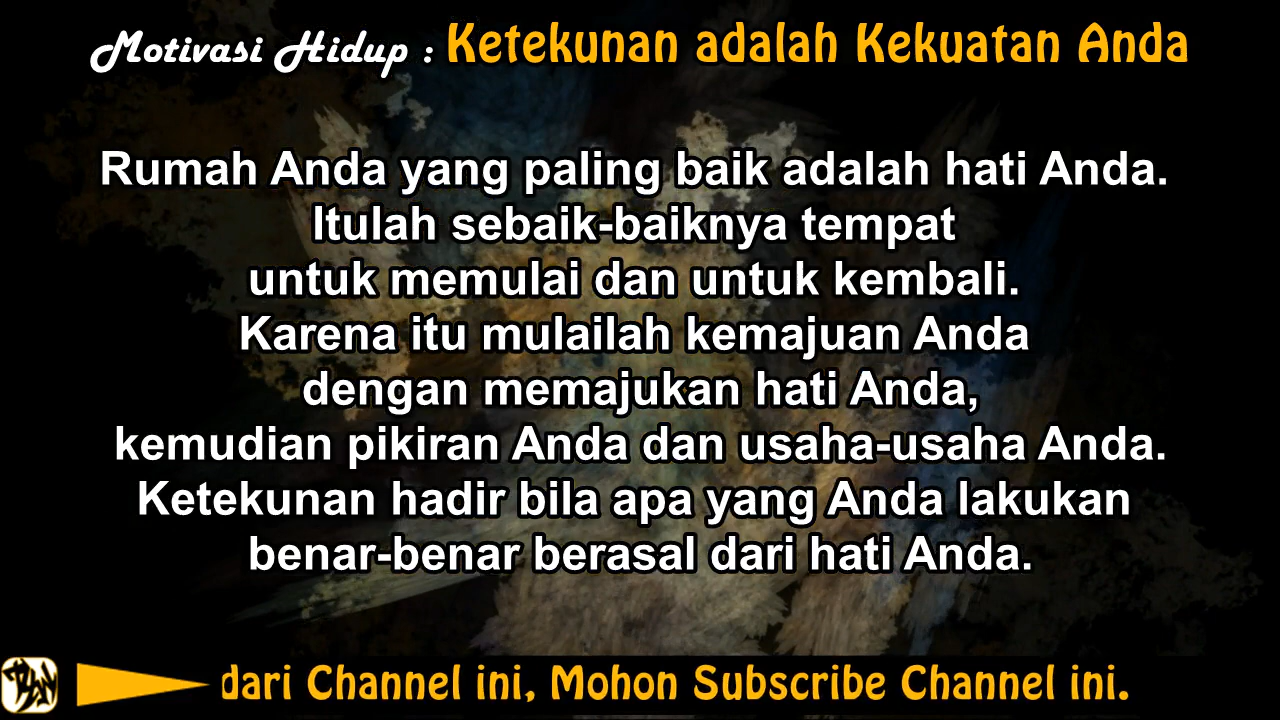 Motivasi Hidup : Ketekunan adalah Kekuatan Anda
Rumah Anda yang paling baik adalah hati Anda.
Itulah sebaik-baiknya tempat
untuk memulai dan untuk kembali.
Karena itu mulailah kemajuan Anda
dengan memajukan hati Anda,
kemudian pikiran Anda dan usaha-usaha Anda.
Ketekunan hadir bila apa yang Anda lakukan
benar-benar berasal dari hati Anda.
dari Channel ini, Mohon Subscribe Channel ini.